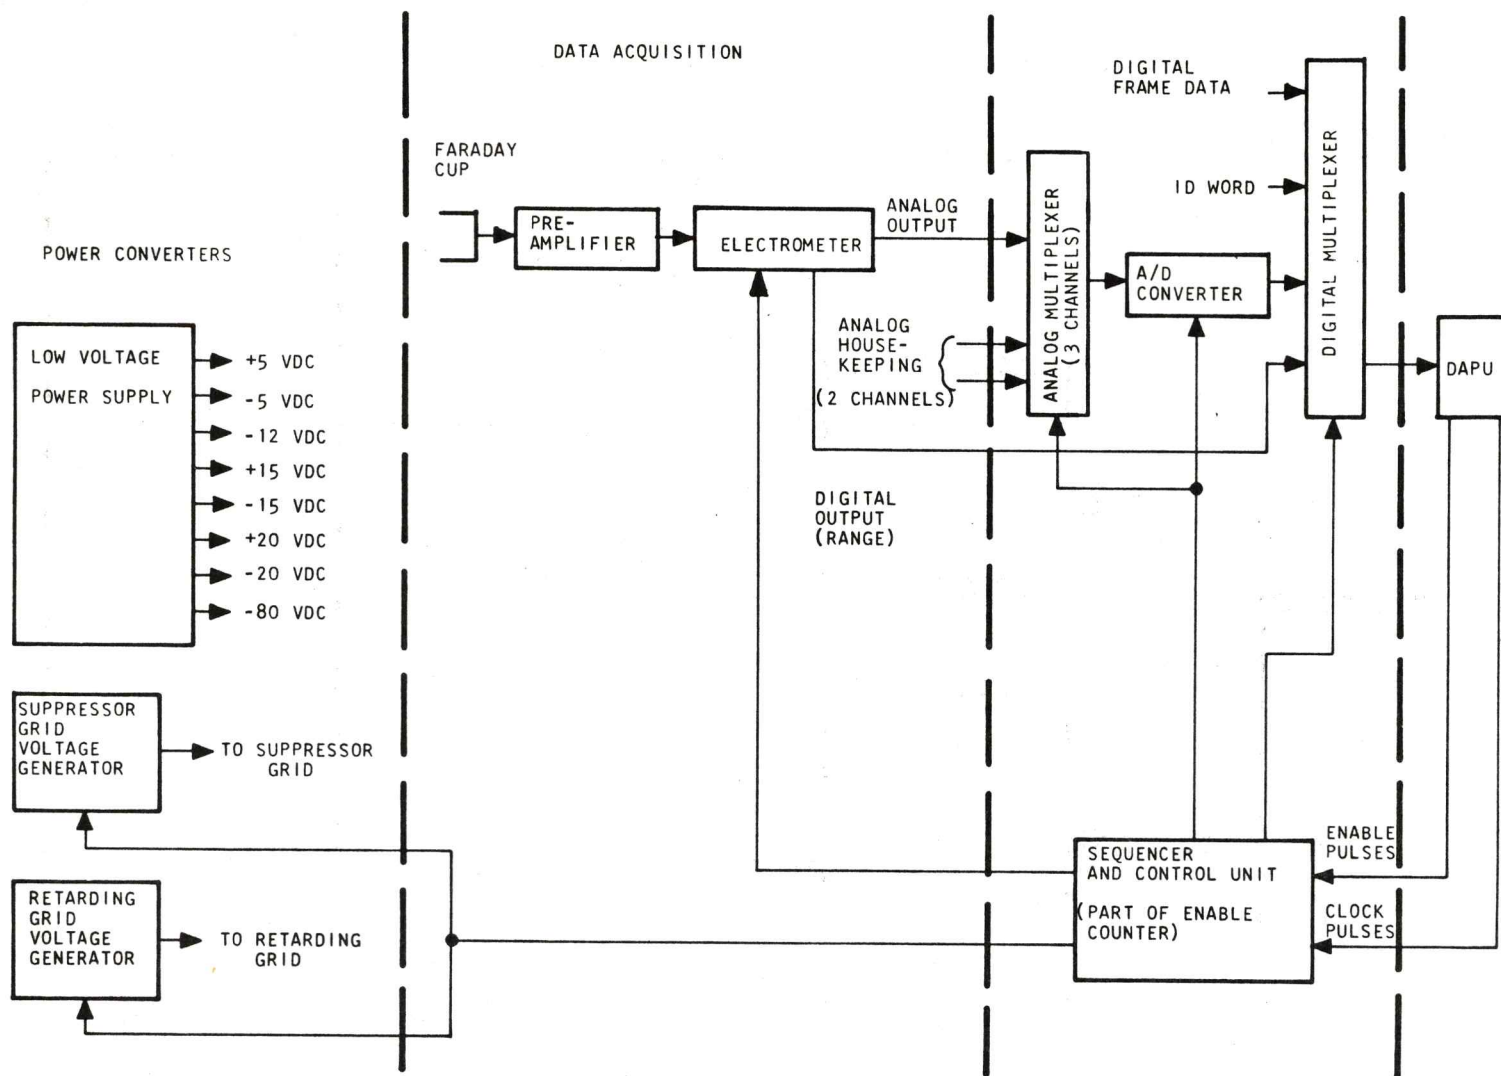 DATA ACQUISITION
POWER CONVERTERS
LOW VOLTAGE
POWER SUPPLY
+5 VDC
-5 VDC
-12 VDC
+15 VDC
-15 VDC
+20 VDC
-20 VDC
-80 VDC
SUPPRESSOR
GRID
VOLTAGE
GENERATOR
TO SUPPRESSOR
GRID
RETARDING
GRID
VOLTAGE
GENERATOR
TO RETARDING
GRID
FARADAY
CUP
PRE-
AMPLIFIER
ELECTROMETER
ANALOG
OUTPUT
ANALOG
HOUSE-
KEEPING
(2 CHANNELS)
DIGITAL
OUTPUT
(RANGE)
ANALOG MULTIPLEXER
(3 CHANNELS)
A/D
CONVERTER
DIGITAL
FRAME DATA
ID WORD
DIGITAL MULTIPLEXER
DAPU
SEQUENCER
AND CONTROL UNIT
(PART OF ENABLE
COUNTER)
ENABLE
PULSES
CLOCK
PULSES